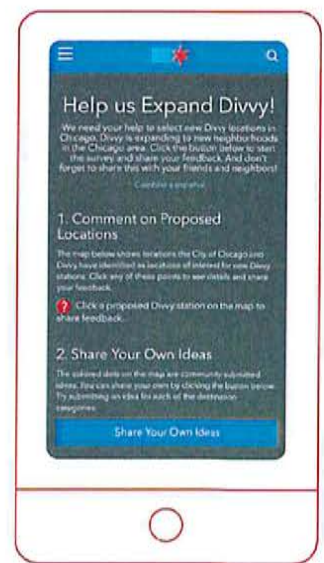 Help us Expand Divvy!
We need your help to select new Divvy locations in
Chicago. Divvy is expanding to new neighborhoods
in the Chicago area. Click the button below to start
the survey and share your feedback. And don't
forget to share this with your friends and neighbors!
1. Comment on Proposed
Locations
The map below shows locations the City of Chicago and
Divvy have identified as locations of interest for new Divvy
stations. Click any of these points to see details and share
your feedback.
? Click a proposed Divvy station on the map to
share feedback.
2. Share Your Own Ideas
The colored dots on the map are community submitted
ideas. You can share your own by clicking the button below.
Try submitting an idea for each of the destination
categories.
Share Your Own Ideas